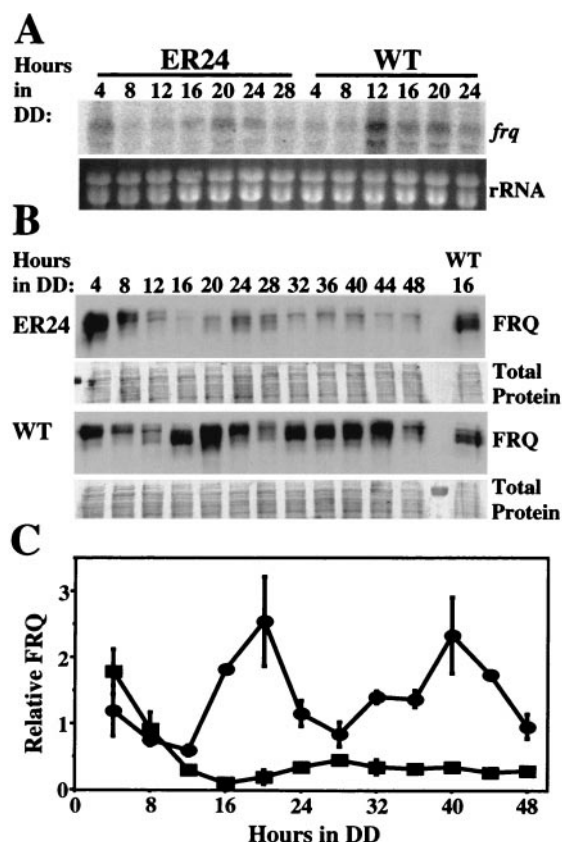 A
ER24 WT
Hours
in
DD:
4 8 12 16 20 24 28 4 8 12 16 20 24
frq
rRNA
B
Hours
in DD:
4 8 12 16 20 24 28 32 36 40 44 48
WT
16
ER24
FRQ
Total
Protein
WT
FRQ
Total
Protein
C
Relative FRQ
3
2
1
0
0 8 16 24 32 40 48
Hours in DD